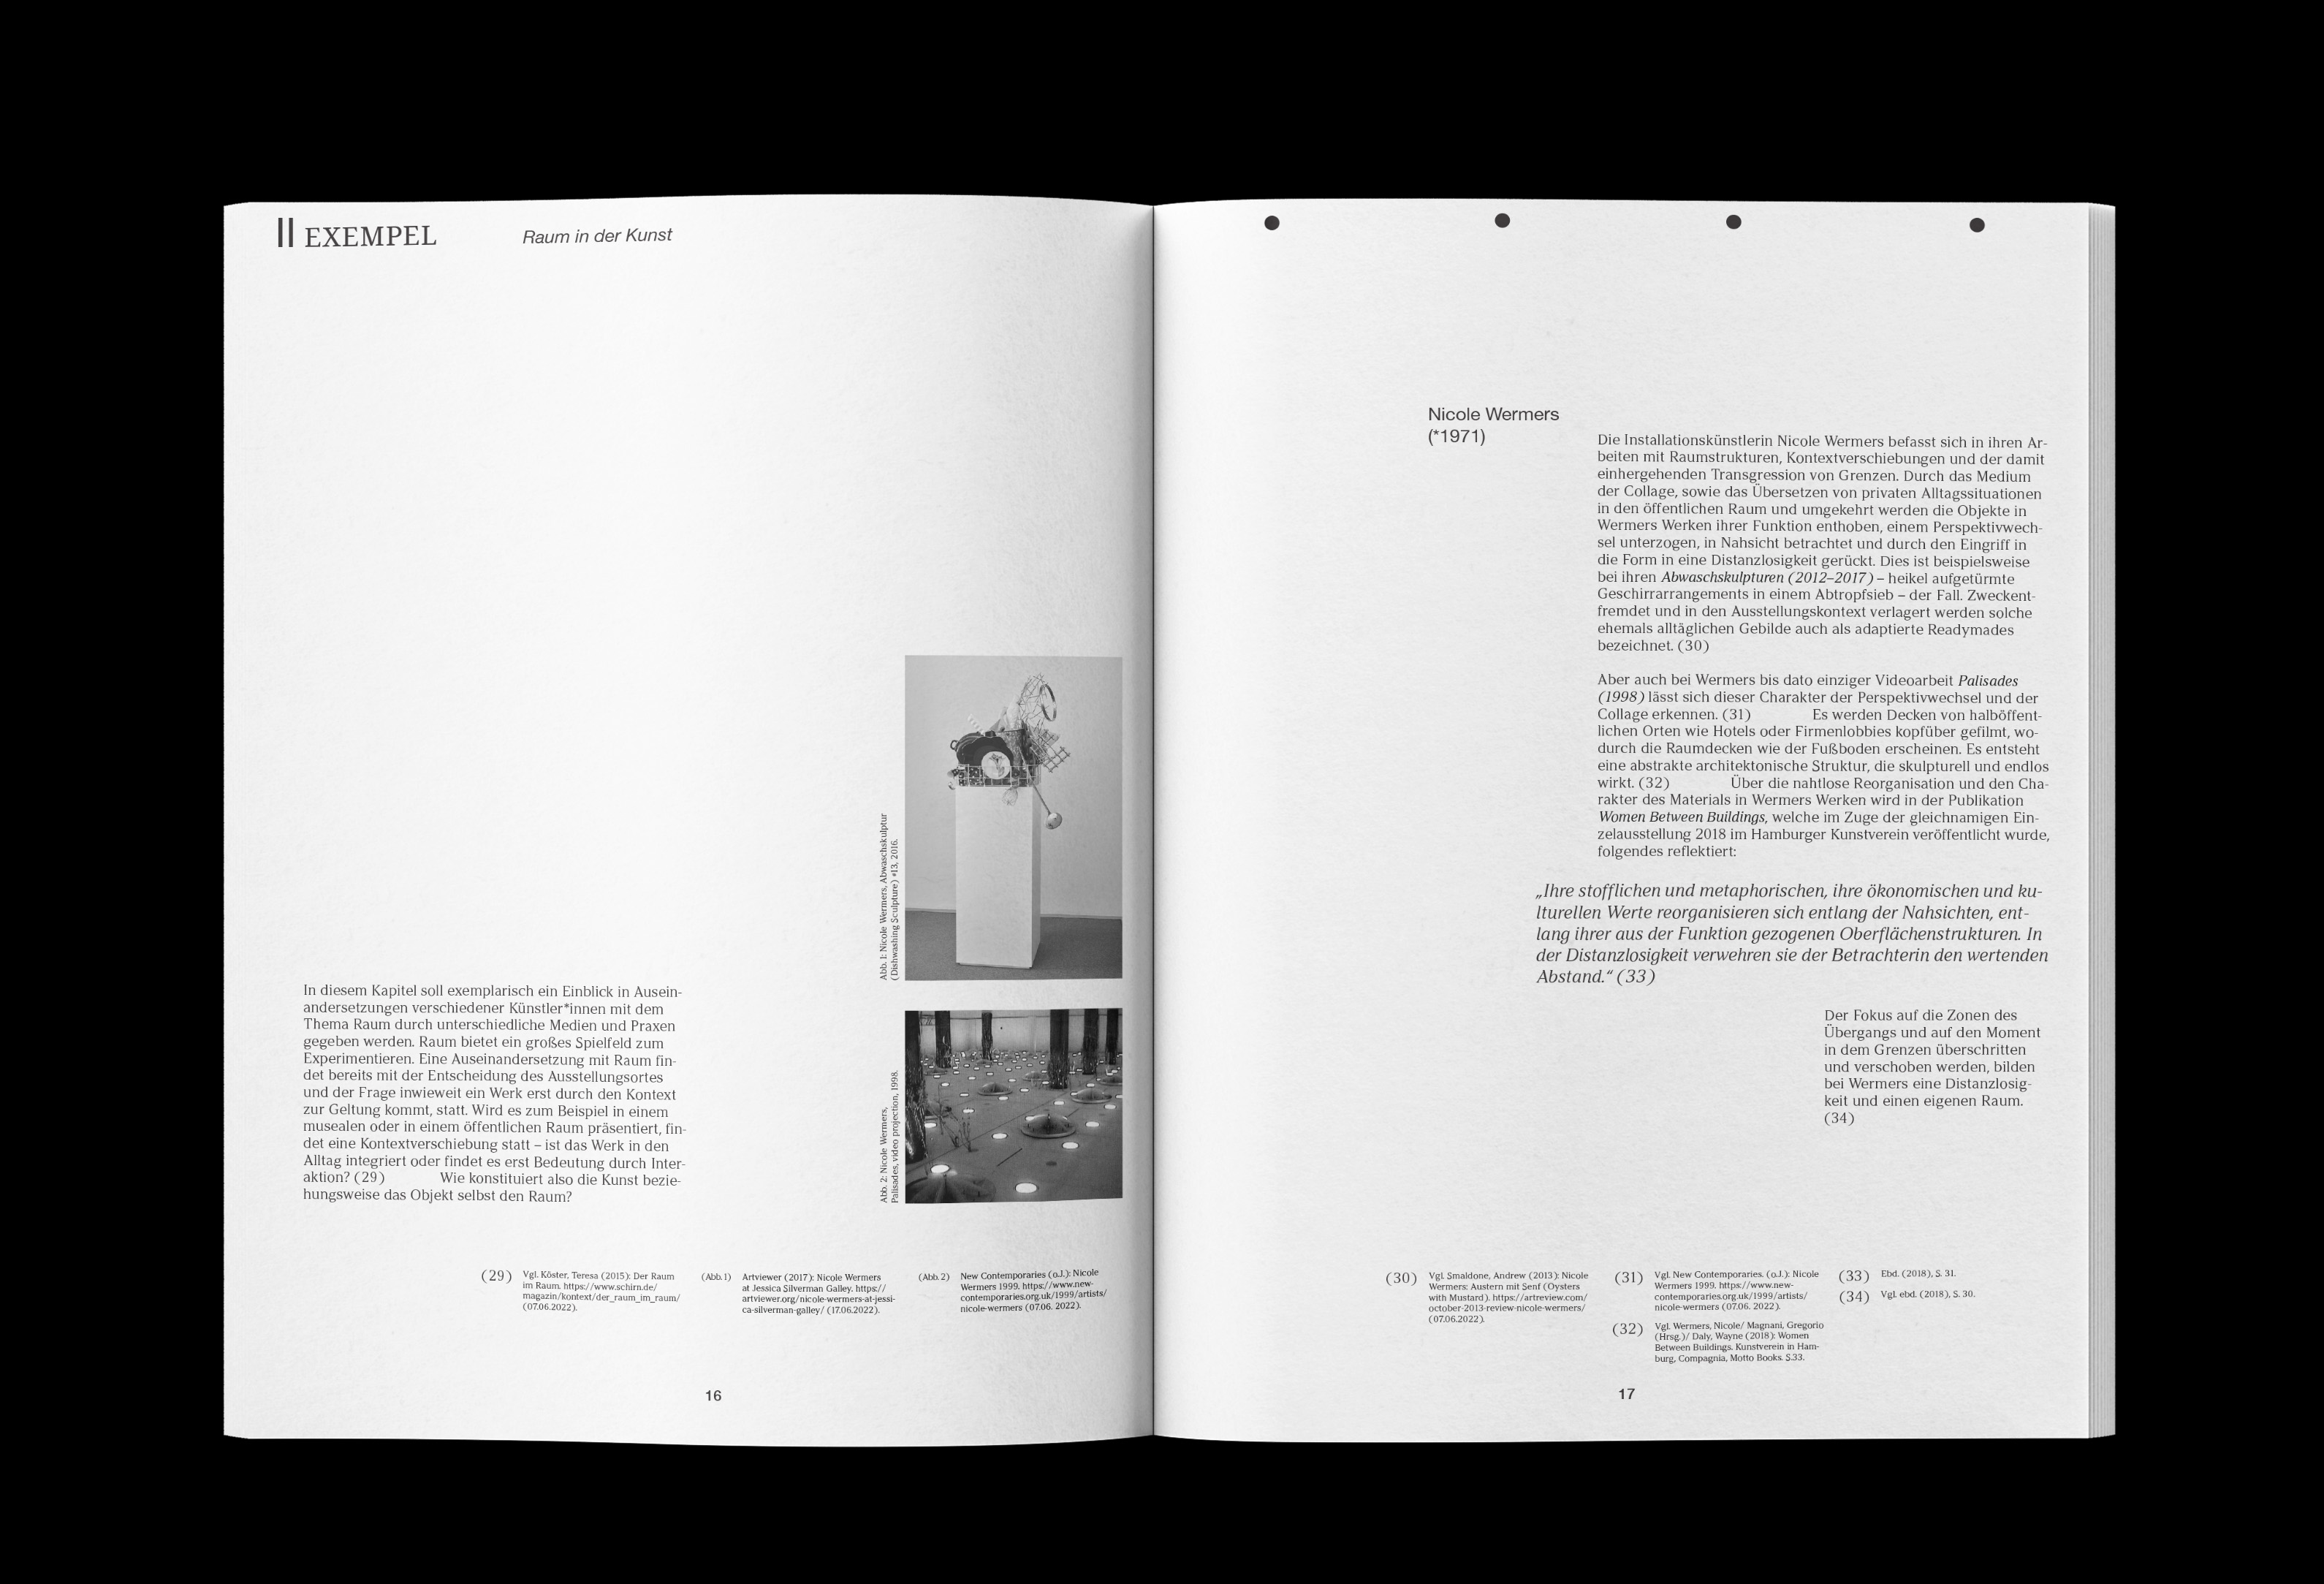 II EXEMPEL
Raum in der Kunst
Abb. 1: Nicole Wermers, Abwaschskulptur
(Dishwashing Sculpture) #13, 2016.
Abb. 2: Nicole Wermers,
Palisades, video projection, 1998.
In diesem Kapitel soll exemplarisch ein Einblick in Ausein-
andersetzungen verschiedener Künstler*innen mit dem
Thema Raum durch unterschiedliche Medien und Praxen
gegeben werden. Raum bietet ein großes Spielfeld zum
Experimentieren. Eine Auseinandersetzung mit Raum fin-
det bereits mit der Entscheidung des Ausstellungsortes
und der Frage inwieweit ein Werk erst durch den Kontext
zur Geltung kommt, statt. Wird es zum Beispiel in einem
musealen oder in einem öffentlichen Raum präsentiert, fin-
det eine Kontextverschiebung statt – ist das Werk in den
Alltag integriert oder findet es erst Bedeutung durch Inter-
aktion? (29) Wie konstituiert also die Kunst bezie-
hungsweise das Objekt selbst den Raum?
(29) Vgl. Köster, Teresa (2015): Der Raum
im Raum. https://www.schirn.de/
magazin/kontext/der_raum_im_raum/
(07.06.2022).
(Abb.1) Artviewer (2017): Nicole Wermers
at Jessica Silverman Galley. https://
artviewer.org/nicole-wermers-at-jessi-
ca-silverman-galley/ (17.06.2022).
(Abb. 2) New Contemporaries (o.J.): Nicole
Wermers 1999. https://www.new-
contemporaries.org.uk/1999/artists/
nicole-wermers (07.06. 2022).
16
Nicole Wermers
(*1971)
Die Installationskünstlerin Nicole Wermers befasst sich in ihren Ar-
beiten mit Raumstrukturen, Kontextverschiebungen und der damit
einhergehenden Transgression von Grenzen. Durch das Medium
der Collage, sowie das Übersetzen von privaten Alltagssituationen
in den öffentlichen Raum und umgekehrt werden die Objekte in
Wermers Werken ihrer Funktion enthoben, einem Perspektivwech-
sel unterzogen, in Nahsicht betrachtet und durch den Eingriff in
die Form in eine Distanzlosigkeit gerückt. Dies ist beispielsweise
bei ihren Abwaschskulpturen (2012–2017) – heikel aufgetürmte
Geschirrarrangements in einem Abtropfsieb – der Fall. Zweckent-
fremdet und in den Ausstellungskontext verlagert werden solche
ehemals alltäglichen Gebilde auch als adaptierte Readymades
bezeichnet. (30)
Aber auch bei Wermers bis dato einziger Videoarbeit Palisades
(1998) lässt sich dieser Charakter der Perspektivwechsel und der
Collage erkennen. (31) Es werden Decken von halböffent-
lichen Orten wie Hotels oder Firmenlobbies kopfüber gefilmt, wo-
durch die Raumdecken wie der Fußboden erscheinen. Es entsteht
eine abstrakte architektonische Struktur, die skulpturell und endlos
wirkt. (32) Über die nahtlose Reorganisation und den Cha-
rakter des Materials in Wermers Werken wird in der Publikation
Women Between Buildings, welche im Zuge der gleichnamigen Ein-
zelausstellung 2018 im Hamburger Kunstverein veröffentlicht wurde,
folgendes reflektiert:
„Ihre stofflichen und metaphorischen, ihre ökonomischen und ku-
lturellen Werte reorganisieren sich entlang der Nahsichten, ent-
lang ihrer aus der Funktion gezogenen Oberflächenstrukturen. In
der Distanzlosigkeit verwehren sie der Betrachterin den wertenden
Abstand.“ (33)
Der Fokus auf die Zonen des
Übergangs und auf den Moment
in dem Grenzen überschritten
und verschoben werden, bilden
bei Wermers eine Distanzlosig-
keit und einen eigenen Raum.
(34)
(30) Vgl. Smaldone, Andrew (2013): Nicole
Wermers: Austern mit Senf (Oysters
with Mustard). https://artreview.com/
october-2013-review-nicole-wermers/
(07.06.2022).
(31) Vgl. New Contemporaries. (o.J.): Nicole
Wermers 1999. https://www.new-
contemporaries.org.uk/1999/artists/
nicole-wermers (07.06. 2022).
(32) Vgl. Wermers, Nicole/ Magnani, Gregorio
(Hrsg.)/ Daly, Wayne (2018): Women
Between Buildings. Kunstverein in Ham-
burg, Compagnia, Motto Books. S.33.
(33) Ebd. (2018), S. 31.
(34) Vgl. ebd. (2018), S. 30.
17